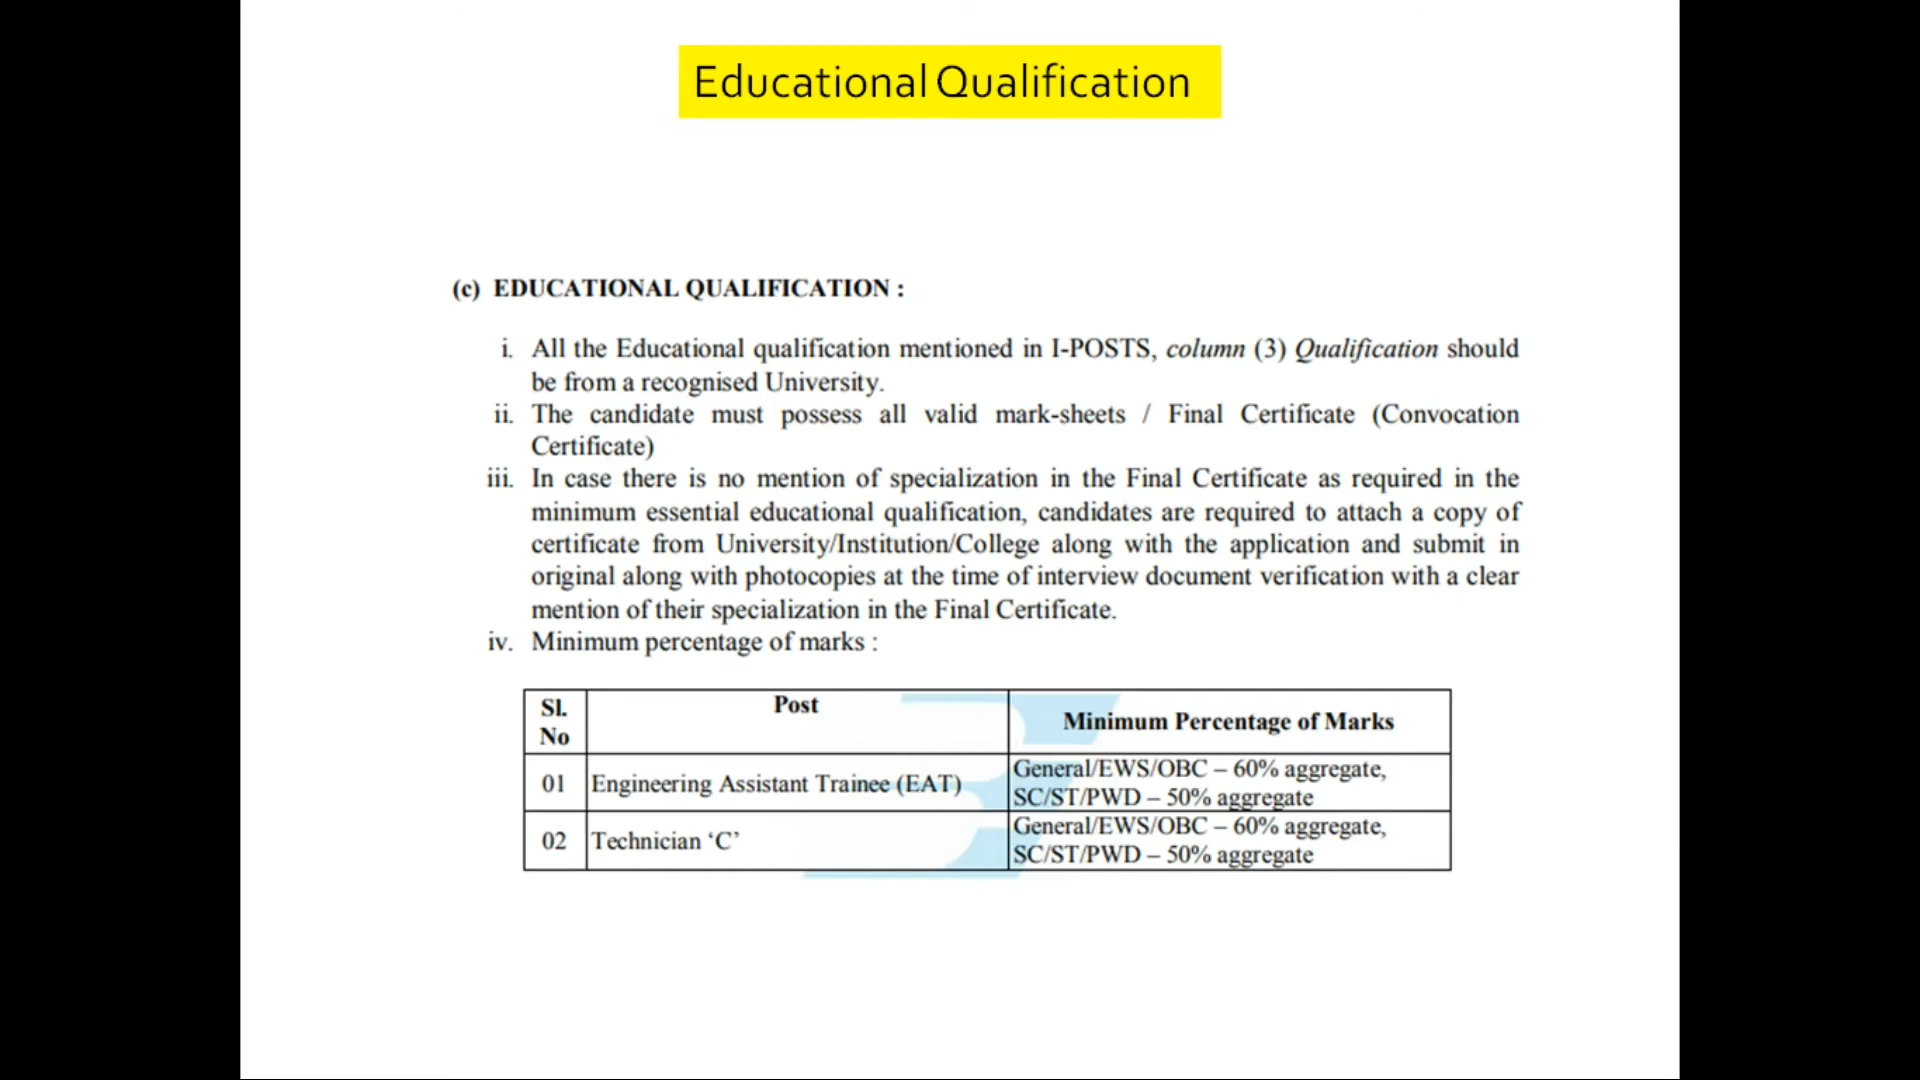 Educational Qualification
(c) EDUCATIONAL QUALIFICATION :
i. All the Educational qualification mentioned in I-POSTS, column (3) Qualification should
be from a recognised University.
ii. The candidate must possess all valid mark-sheets / Final Certificate (Convocation
Certificate)
iii. In case there is no mention of specialization in the Final Certificate as required in the
minimum essential educational qualification, candidates are required to attach a copy of
certificate from University/Institution/College along with the application and submit in
original along with photocopies at the time of interview document verification with a clear
mention of their specialization in the Final Certificate.
iv. Minimum percentage of marks :
Sl. No Post Minimum Percentage of Marks
01 Engineering Assistant Trainee (EAT) General/EWS/OBC – 60% aggregate,
SC/ST/PWD – 50% aggregate
02 Technician ‘C’ General/EWS/OBC – 60% aggregate,
SC/ST/PWD – 50% aggregate